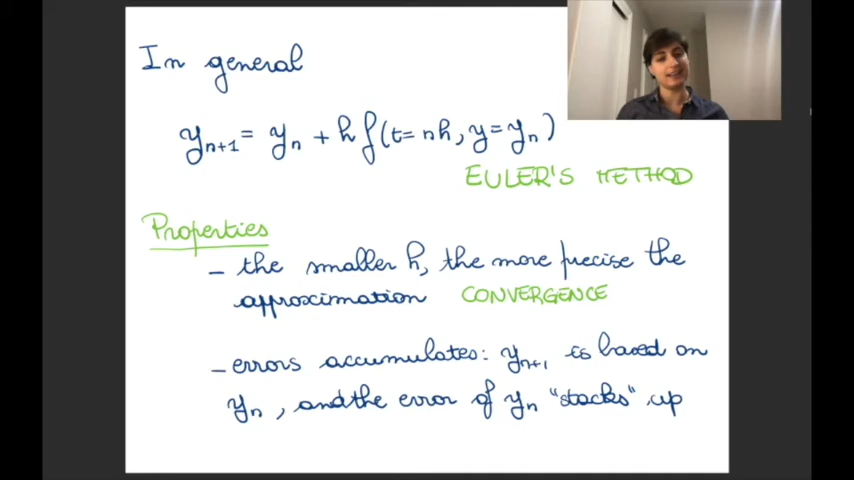 In general
yn+1 = yn + h f(t= nh, y=yn)
EULER'S METHOD
Properties
- the smaller h, the more precise the
approximation CONVERGENCE
- errors accumulates: yn+1 is based on
yn, and the error of yn "stacks" up